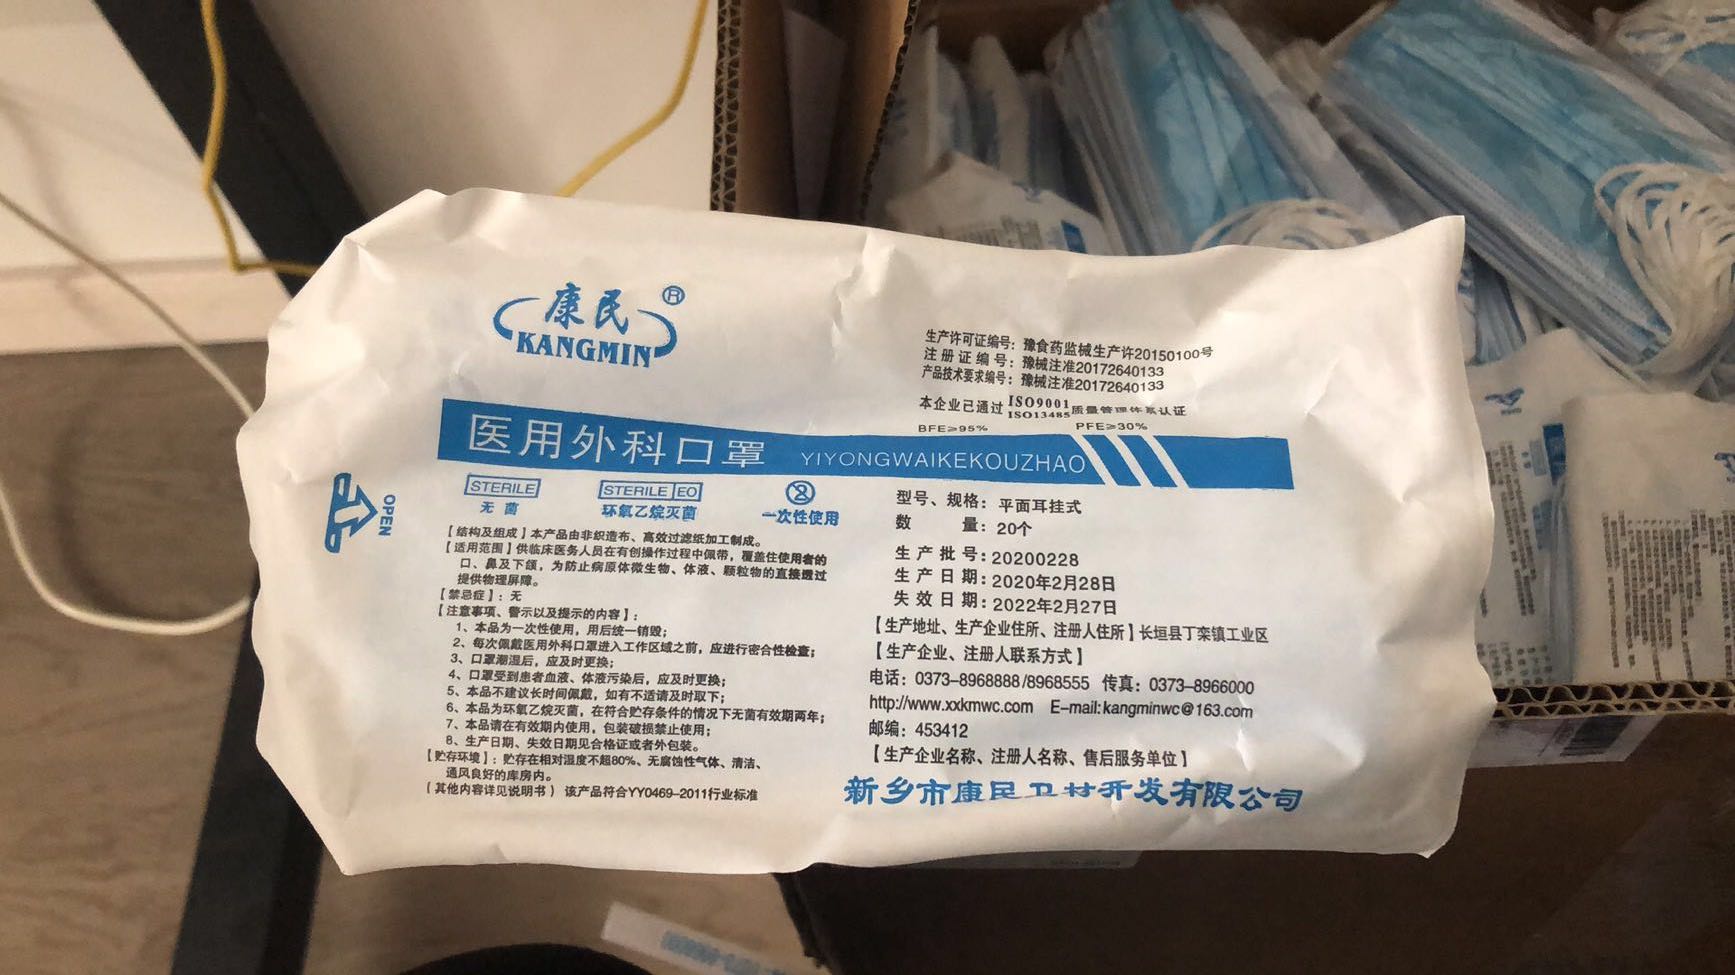 康民®
KANGMIN
生产许可证编号：豫食药监械生产许20150100号
注册证编号：豫械注准20172640133
产品技术要求编号：豫械注准20172640133
本企业已通过ISO9001 ISO13485质量管理体系认证
BFE≥95% PFE≥30%
医用外科口罩 YIYONGWAIKEKOUZHAO
OPEN
STERILE STERILE EO
无菌 环氧乙烷灭菌 一次性使用
【结构及组成】本产品由非织造布、高效过滤纸加工制成。
【适用范围】供临床医务人员在有创操作过程中佩带，覆盖住使用者的
口、鼻及下颌，为防止病原体微生物、体液、颗粒物的直接透过
提供物理屏障。
【禁忌症】：无
【注意事项、警示以及提示的内容】：
1、本品为一次性使用，用后统一销毁；
2、每次佩戴医用外科口罩进入工作区域之前，应进行密合性检查；
3、口罩潮湿后，应及时更换；
4、口罩受到患者血液、体液污染后，应及时更换；
5、本品不建议长时间佩戴，如有不适请及时取下；
6、本品为环氧乙烷灭菌，在符合贮存条件的情况下无菌有效期两年；
7、本品请在有效期内使用，包装破损禁止使用；
8、生产日期、失效日期见合格证或者外包装。
【贮存环境】：贮存在相对湿度不超80%、无腐蚀性气体、清洁、
通风良好的库房内。
（其他内容详见说明书） 该产品符合YY0469-2011行业标准
型号、规格：平面耳挂式
数量：20个
生产批号：20200228
生产日期：2020年2月28日
失效日期：2022年2月27日
【生产地址、生产企业住所、注册人住所】长垣县丁栾镇工业区
【生产企业、注册人联系方式】
电话：0373-8968888/8968555 传真：0373-8966000
http://www.xxkmwc.com E-mail:kangminwc@163.com
邮编：453412
【生产企业名称、注册人名称、售后服务单位】
新乡市康民卫材开发有限公司